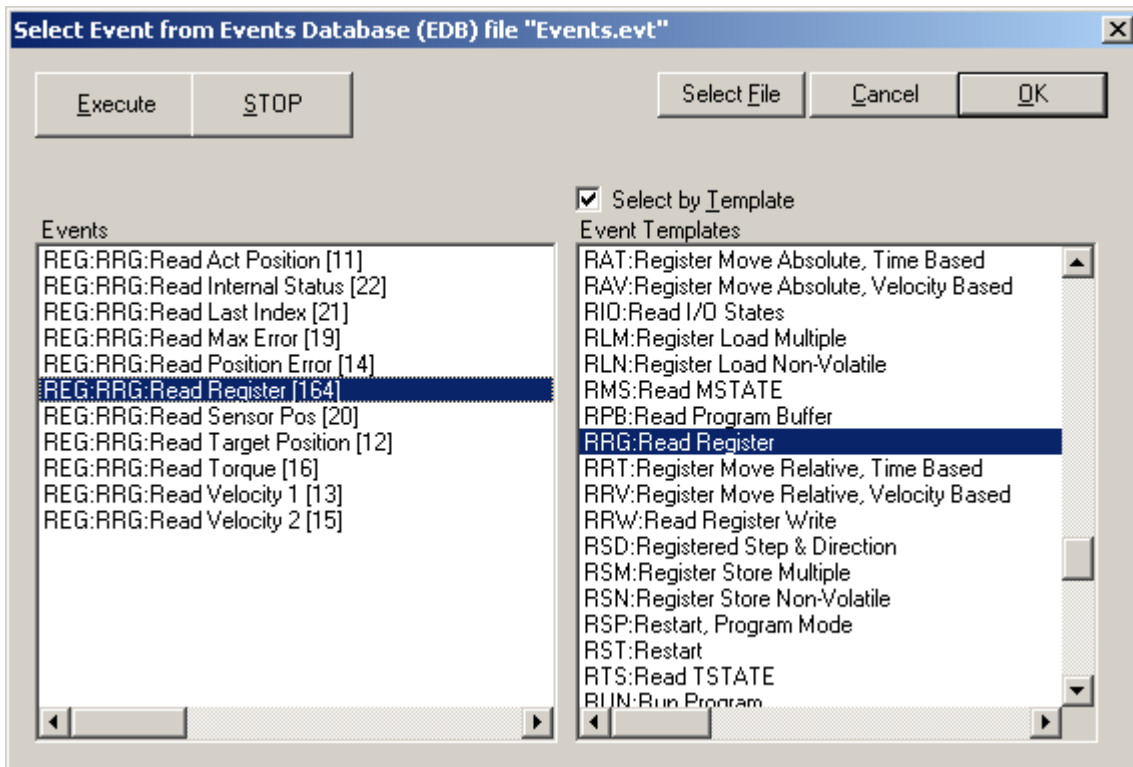 Select Event from Events Database (EDB) file "Events.evt"
Execute
STOP
Select File
Cancel
OK
Select by Template
Events
Event Templates
REG:RRG:Read Act Position [11]
REG:RRG:Read Internal Status [22]
REG:RRG:Read Last Index [21]
REG:RRG:Read Max Error [19]
REG:RRG:Read Position Error [14]
REG:RRG:Read Register [164]
REG:RRG:Read Sensor Pos [20]
REG:RRG:Read Target Position [12]
REG:RRG:Read Torque [16]
REG:RRG:Read Velocity 1 [13]
REG:RRG:Read Velocity 2 [15]
RAT:Register Move Absolute, Time Based
RAV:Register Move Absolute, Velocity Based
RIO:Read I/O States
RLM:Register Load Multiple
RLN:Register Load Non-Volatile
RMS:Read MSTATE
RPB:Read Program Buffer
RRG:Read Register
RRT:Register Move Relative, Time Based
RRV:Register Move Relative, Velocity Based
RRW:Read Register Write
RSD:Registered Step & Direction
RSM:Register Store Multiple
RSN:Register Store Non-Volatile
RSP:Restart, Program Mode
RST:Restart
RTS:Read TSTATE
RUN:Run Program